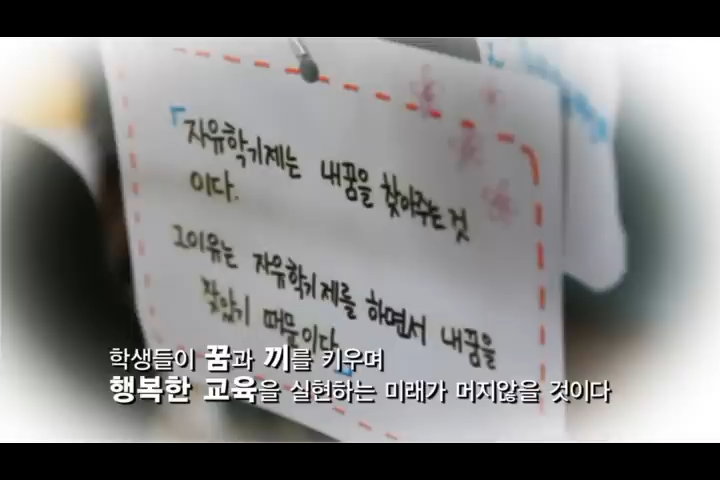 「자유학기제는 내꿈을 찾아주는것
이다.
그이유는 자유학기제를 하면서 내꿈을
찾았기 때문이다.」
학생들이 꿈과 끼를 키우며
행복한 교육을 실현하는 미래가 머지않을 것이다